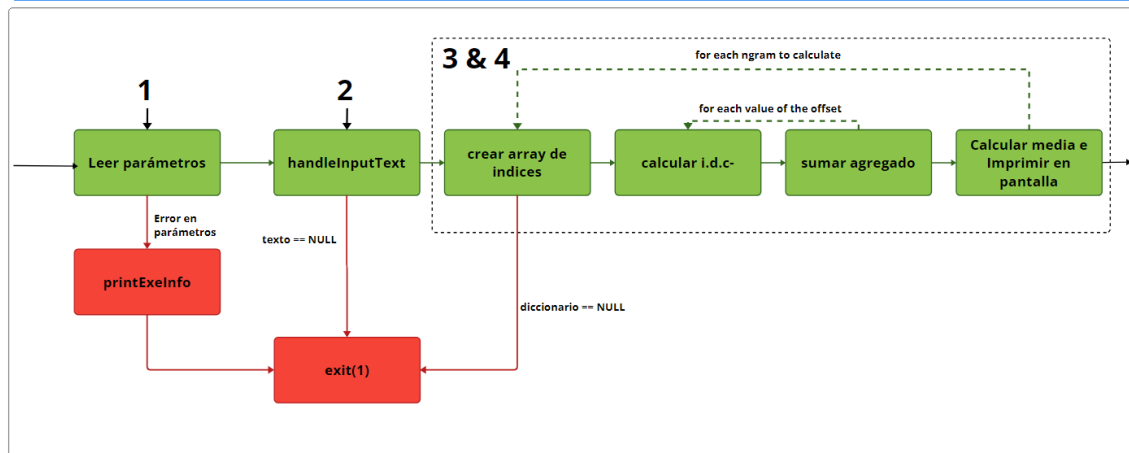 3 & 4
for each ngram to calculate
1
2
for each value of the offset
Leer parámetros
handleInputText
crear array de
indices
calcular i.d.c-
sumar agregado
Calcular media e
Imprimir en
pantalla
Error en
parámetros
texto == NULL
printExeInfo
diccionario == NULL
exit(1)